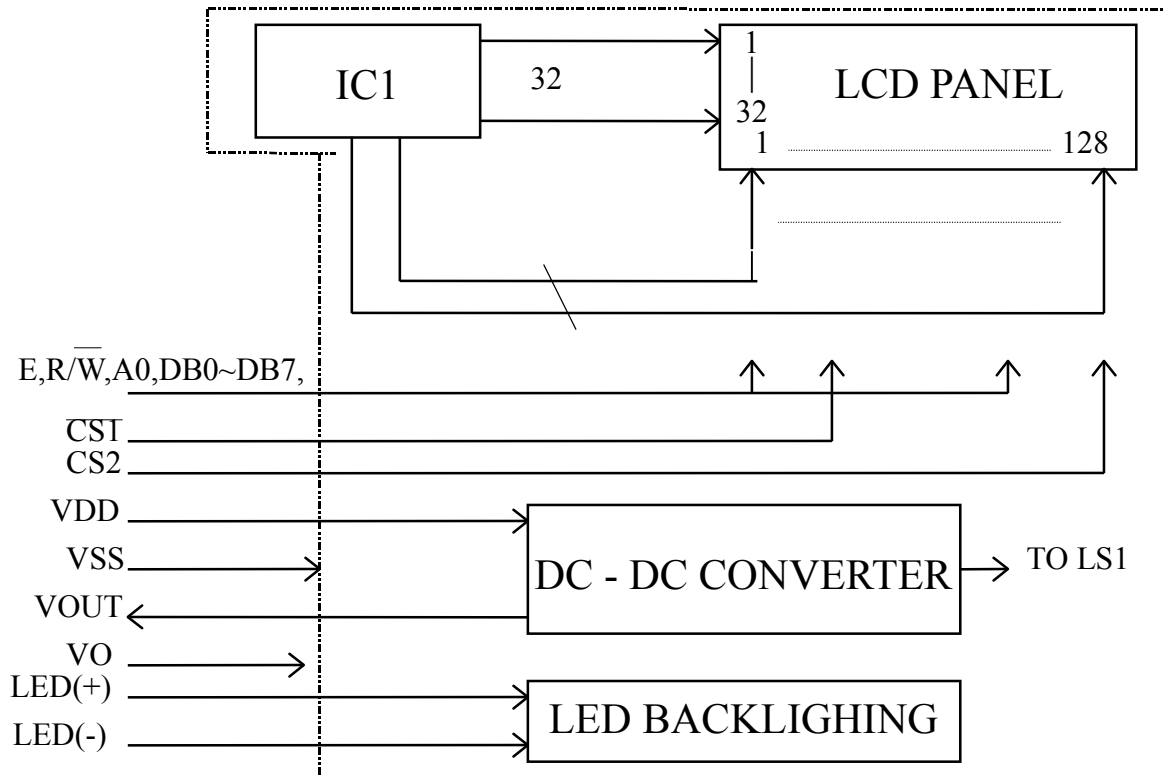 IC1
32
1
32
LCD PANEL
1 128
E,R/W̅,A0,DB0~DB7,
C̅S̅1̅
CS2
VDD
VSS
VOUT
VO
LED(+)
LED(-)
DC - DC CONVERTER
TO LS1
LED BACKLIGHING